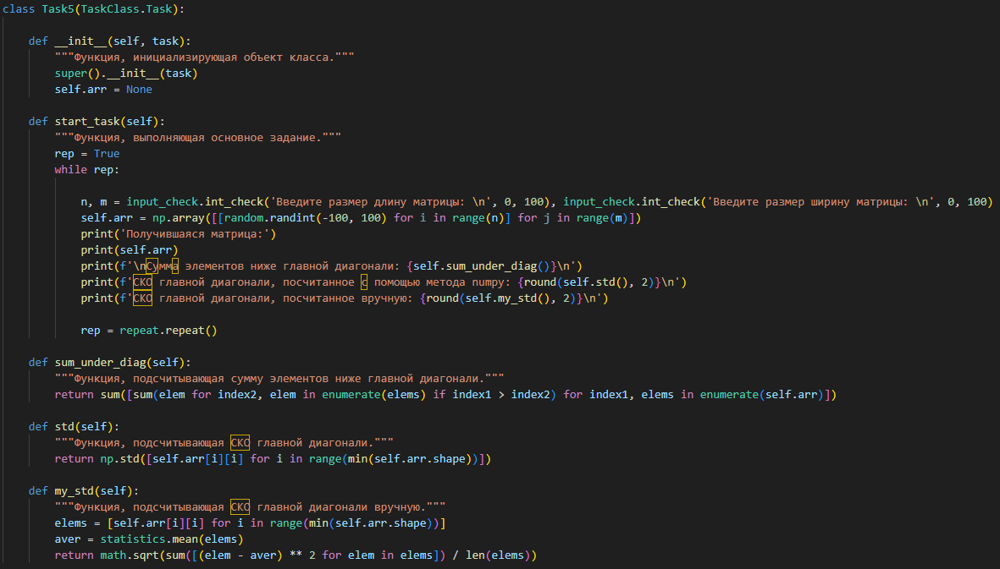 class Task5(TaskClass.Task):
def __init__(self, task):
"""Функция, инициализирующая объект класса."""
super().__init__(task)
self.arr = None
def start_task(self):
"""Функция, выполняющая основное задание."""
rep = True
while rep:
n, m = input_check.int_check('Введите размер длину матрицы: \n', 0, 100), input_check.int_check('Введите размер ширину матрицы: \n', 0, 100)
self.arr = np.array([[random.randint(-100, 100) for i in range(n)] for j in range(m)])
print('Получившаяся матрица:')
print(self.arr)
print(f'\nСумма элементов ниже главной диагонали: {self.sum_under_diag()}\n')
print(f'СКО главной диагонали, посчитанное с помощью метода numpy: {round(self.std(), 2)}\n')
print(f'СКО главной диагонали, посчитанное вручную: {round(self.my_std(), 2)}\n')
rep = repeat.repeat()
def sum_under_diag(self):
"""Функция, подсчитывающая сумму элементов ниже главной диагонали."""
return sum([sum(elem for index2, elem in enumerate(elems) if index1 > index2) for index1, elems in enumerate(self.arr)])
def std(self):
"""Функция, подсчитывающая СКО главной диагонали."""
return np.std([self.arr[i][i] for i in range(min(self.arr.shape))])
def my_std(self):
"""Функция, подсчитывающая СКО главной диагонали вручную."""
elems = [self.arr[i][i] for i in range(min(self.arr.shape))]
aver = statistics.mean(elems)
return math.sqrt(sum([(elem - aver) ** 2 for elem in elems]) / len(elems))